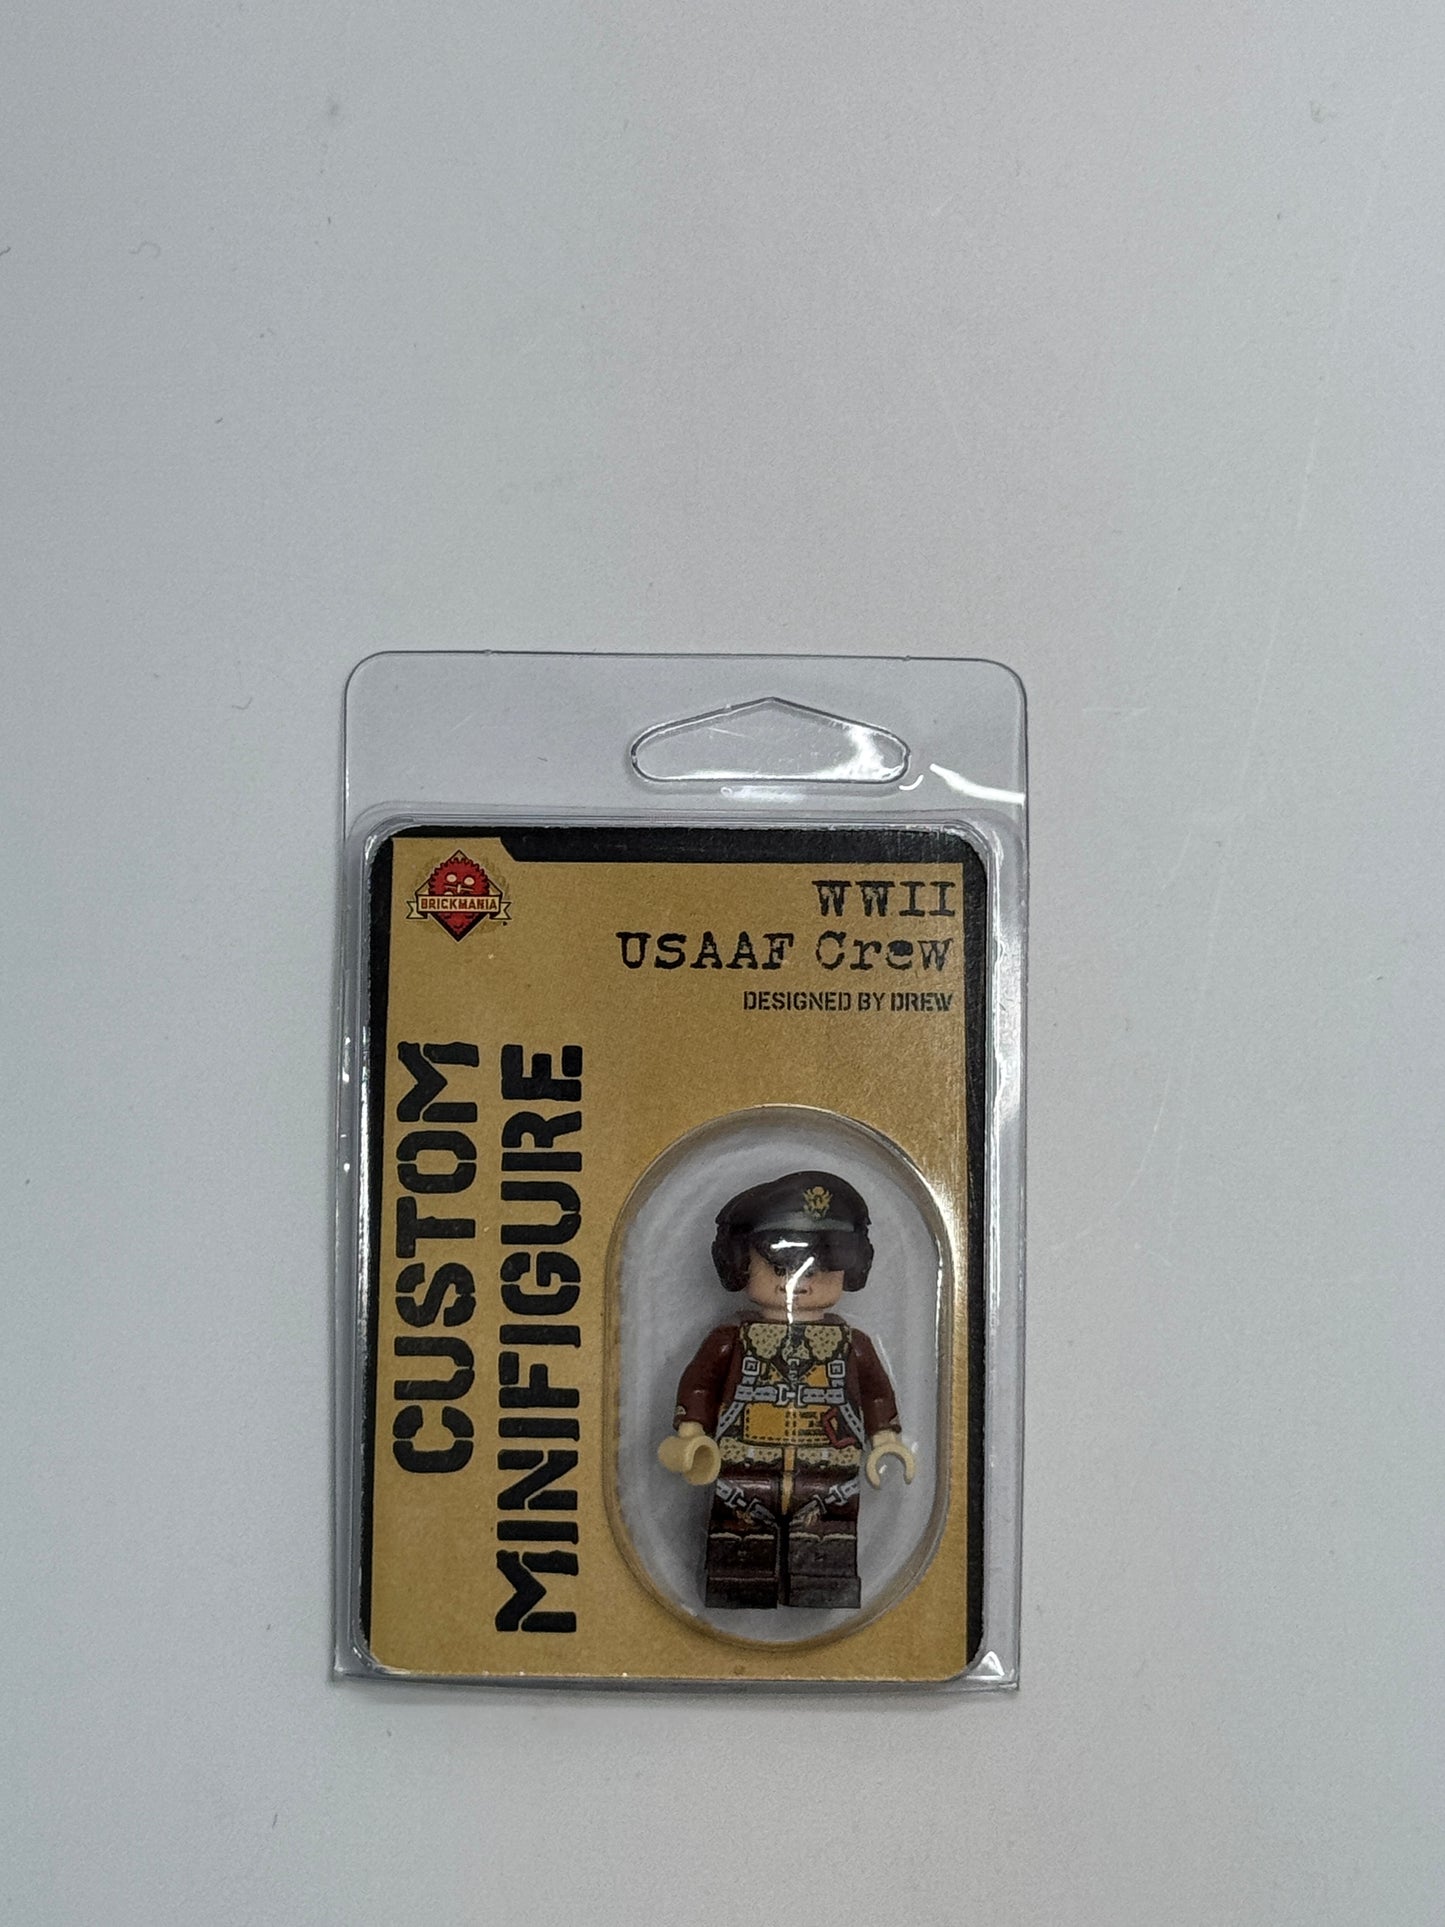 BRICKMANIA
WWII
USAAF Crew
DESIGNED BY DREW
CUSTOM
MINIFIGURE